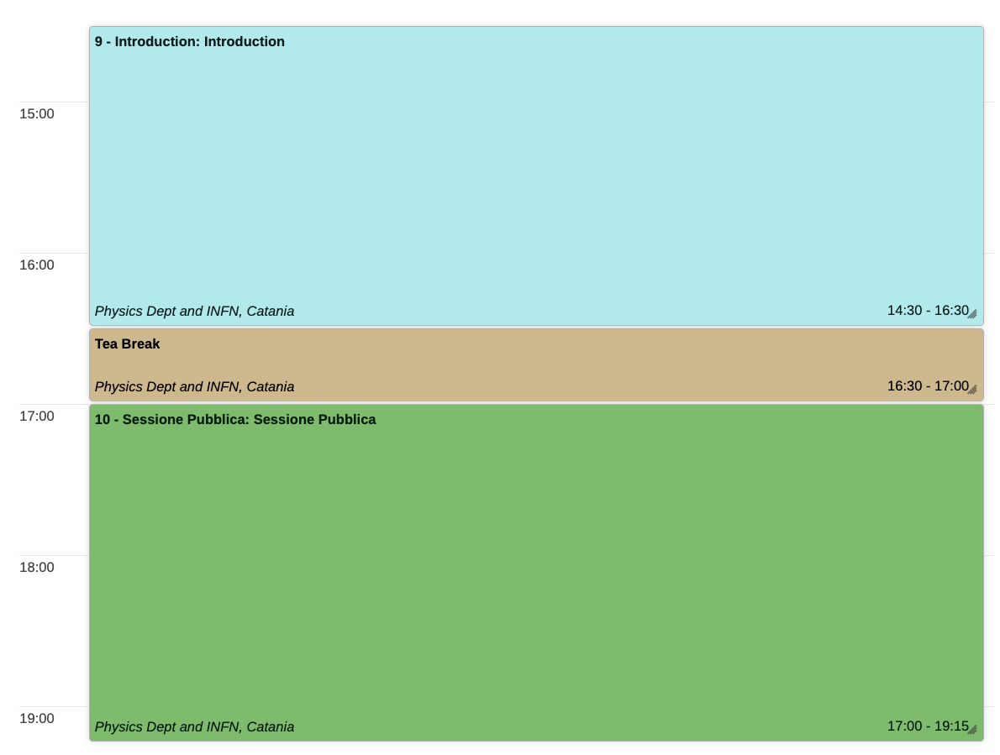 9 - Introduction: Introduction
15:00
16:00
Physics Dept and INFN, Catania 14:30 - 16:30
Tea Break
Physics Dept and INFN, Catania 16:30 - 17:00
17:00
10 - Sessione Pubblica: Sessione Pubblica
18:00
19:00
Physics Dept and INFN, Catania 17:00 - 19:15